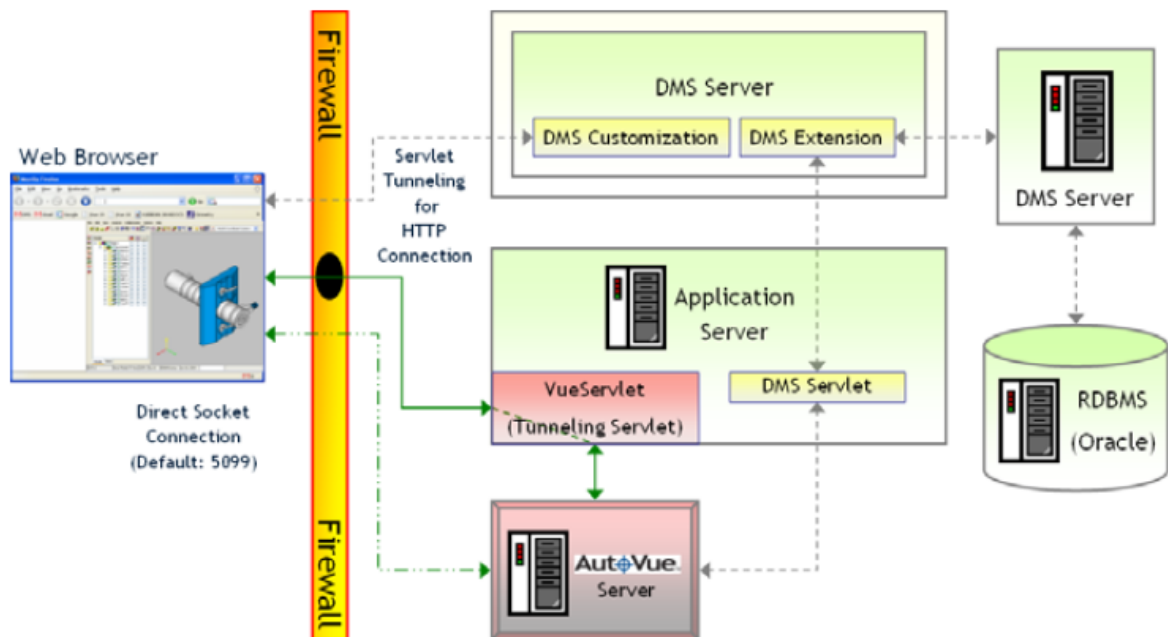 Firewall
DMS Server
DMS Customization
DMS Extension
DMS Server
Web Browser
Servlet
Tunneling
for
HTTP
Connection
Application
Server
VueServlet
(Tunneling Servlet)
DMS Servlet
RDBMS
(Oracle)
Direct Socket
Connection
(Default: 5099)
Firewall
AutoVue
Server